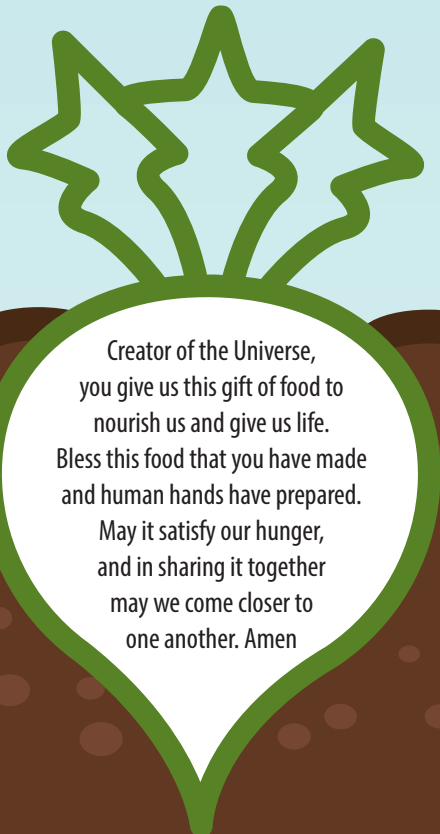 Creator of the Universe,
you give us this gift of food to
nourish us and give us life.
Bless this food that you have made
and human hands have prepared.
May it satisfy our hunger,
and in sharing it together
may we come closer to
one another. Amen